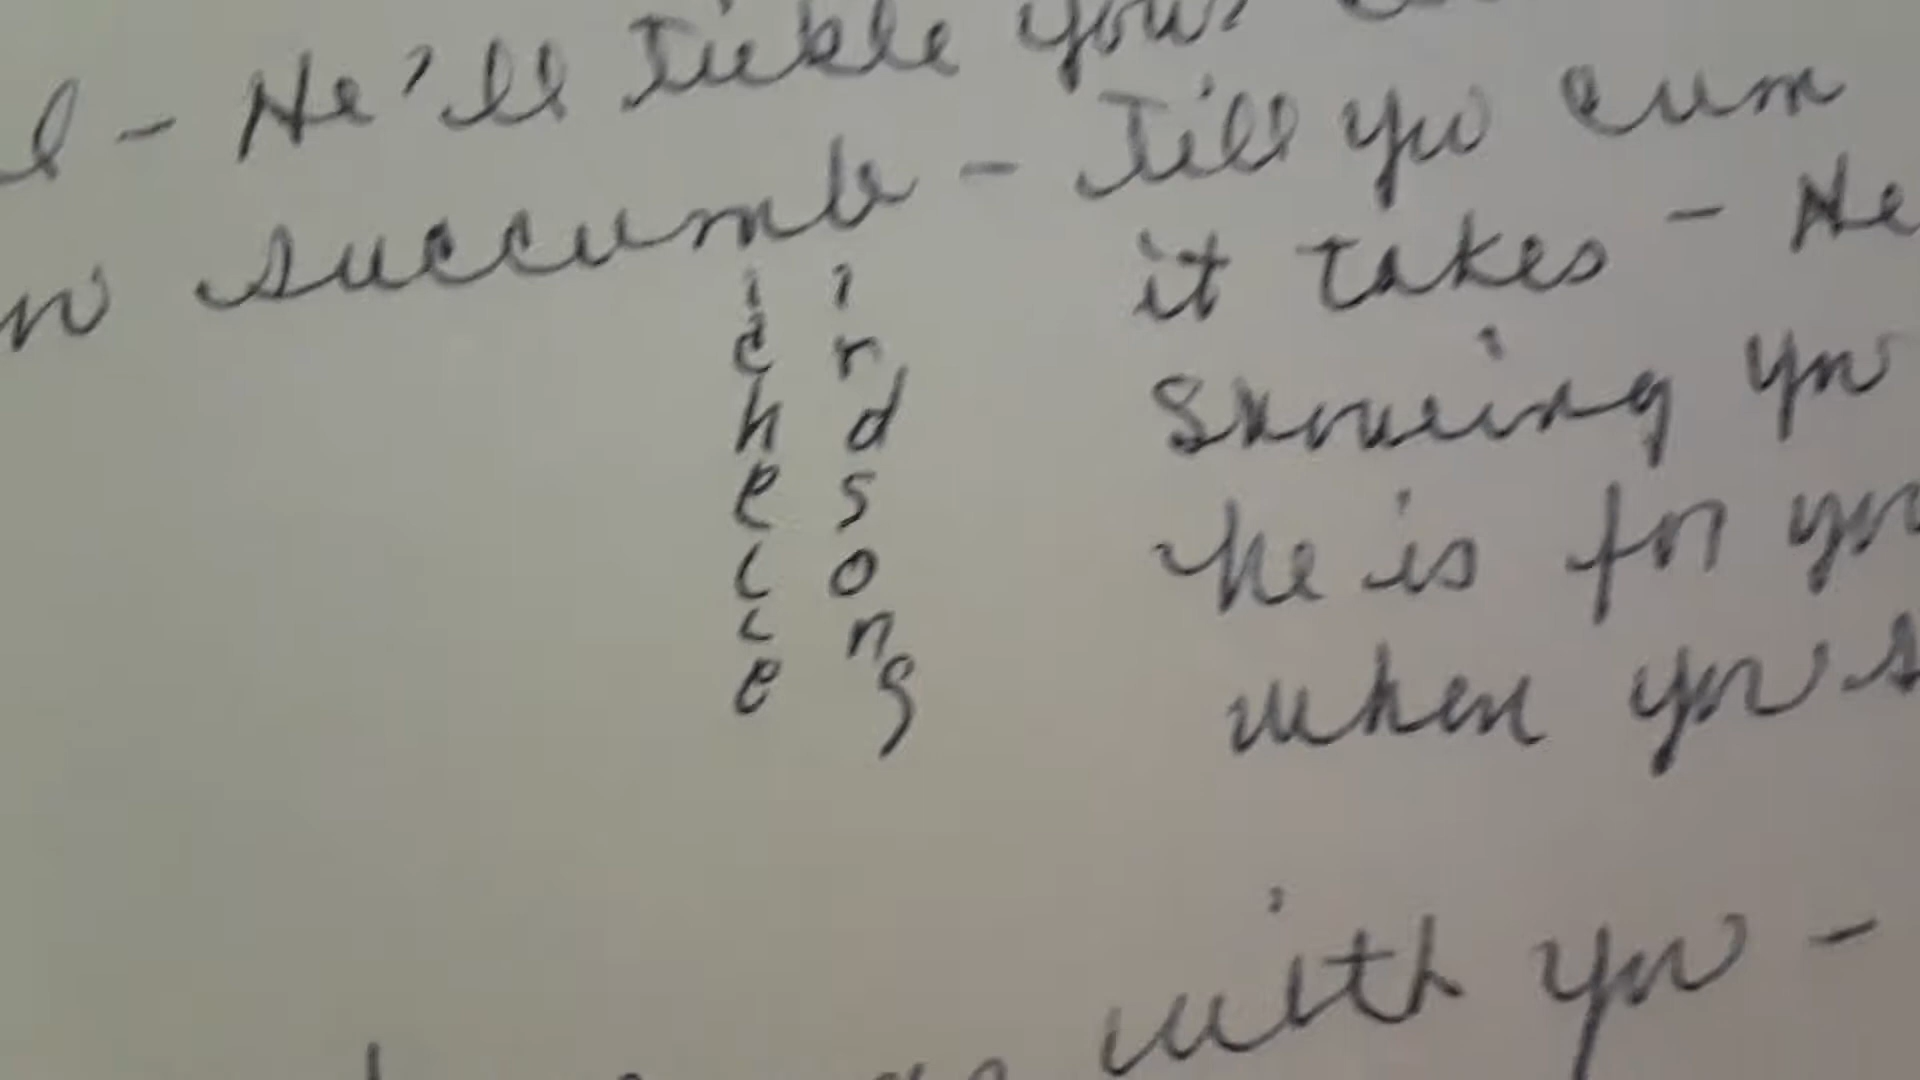 l - He'll Tickle your
succumb - Till you cum
it takes - He
i i
c r
h d
e s
l o
l n
e g
Showing you
he is for you
when you s
with you -